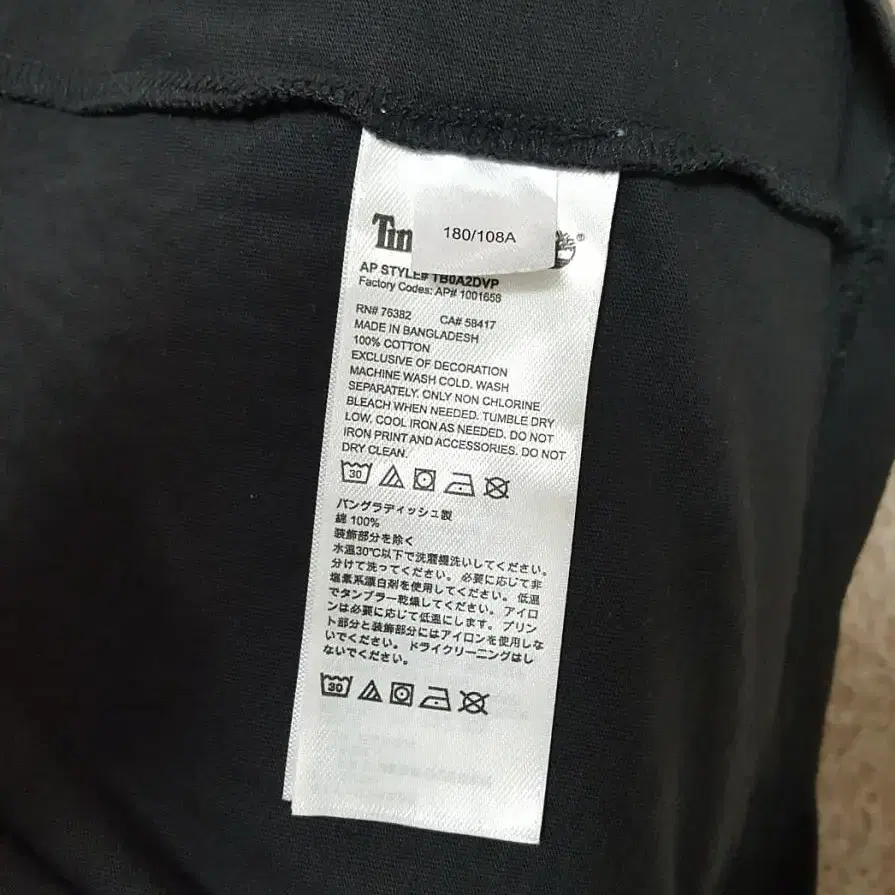 Tim
180/108A
®
AP STYLE# TB0A2DVP
Factory Codes: AP# 1001658
RN# 76382 CA# 58417
MADE IN BANGLADESH
100% COTTON
EXCLUSIVE OF DECORATION
MACHINE WASH COLD. WASH
SEPARATELY. ONLY NON CHLORINE
BLEACH WHEN NEEDED. TUMBLE DRY
LOW. COOL IRON AS NEEDED. DO NOT
IRON PRINT AND ACCESSORIES. DO NOT
DRY CLEAN.
30
バングラディッシュ製
綿 100%
装飾部分を除く
水温30℃以下で洗濯機洗いしてください。
分けて洗ってください。 必要に応じて非
塩素系漂白剤を使用してください。 低温
でタンブラー乾燥してください。 アイロ
ンは必要に応じて低温にします。 プリン
ト部分と装飾部分にはアイロンを使用しな
いでください。 ドライクリーニングはし
ないでください。
30